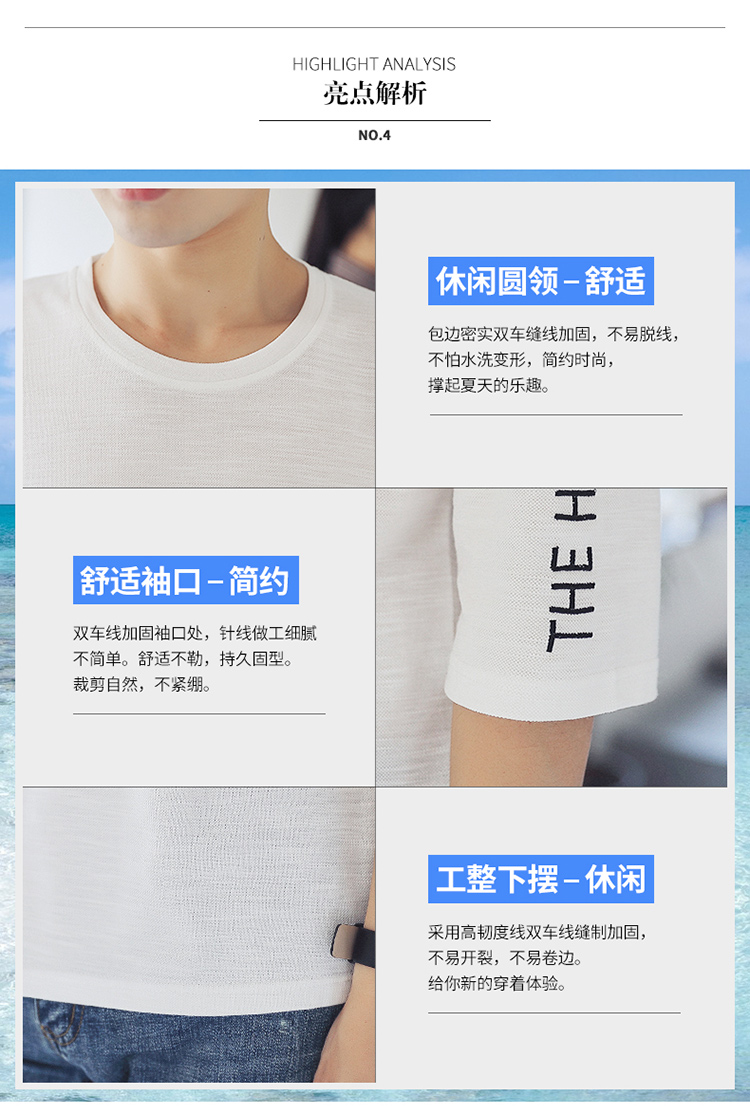 HIGHLIGHT ANALYSIS
亮点解析
NO.4
休闲圆领–舒适
包边密实双车缝线加固，不易脱线，
不怕水洗变形，简约时尚，
撑起夏天的乐趣。
THE H
舒适袖口–简约
双车线加固袖口处，针线做工细腻
不简单。舒适不勒，持久固型。
裁剪自然，不紧绷。
工整下摆–休闲
采用高韧度线双车线缝制加固，
不易开裂，不易卷边。
给你新的穿着体验。